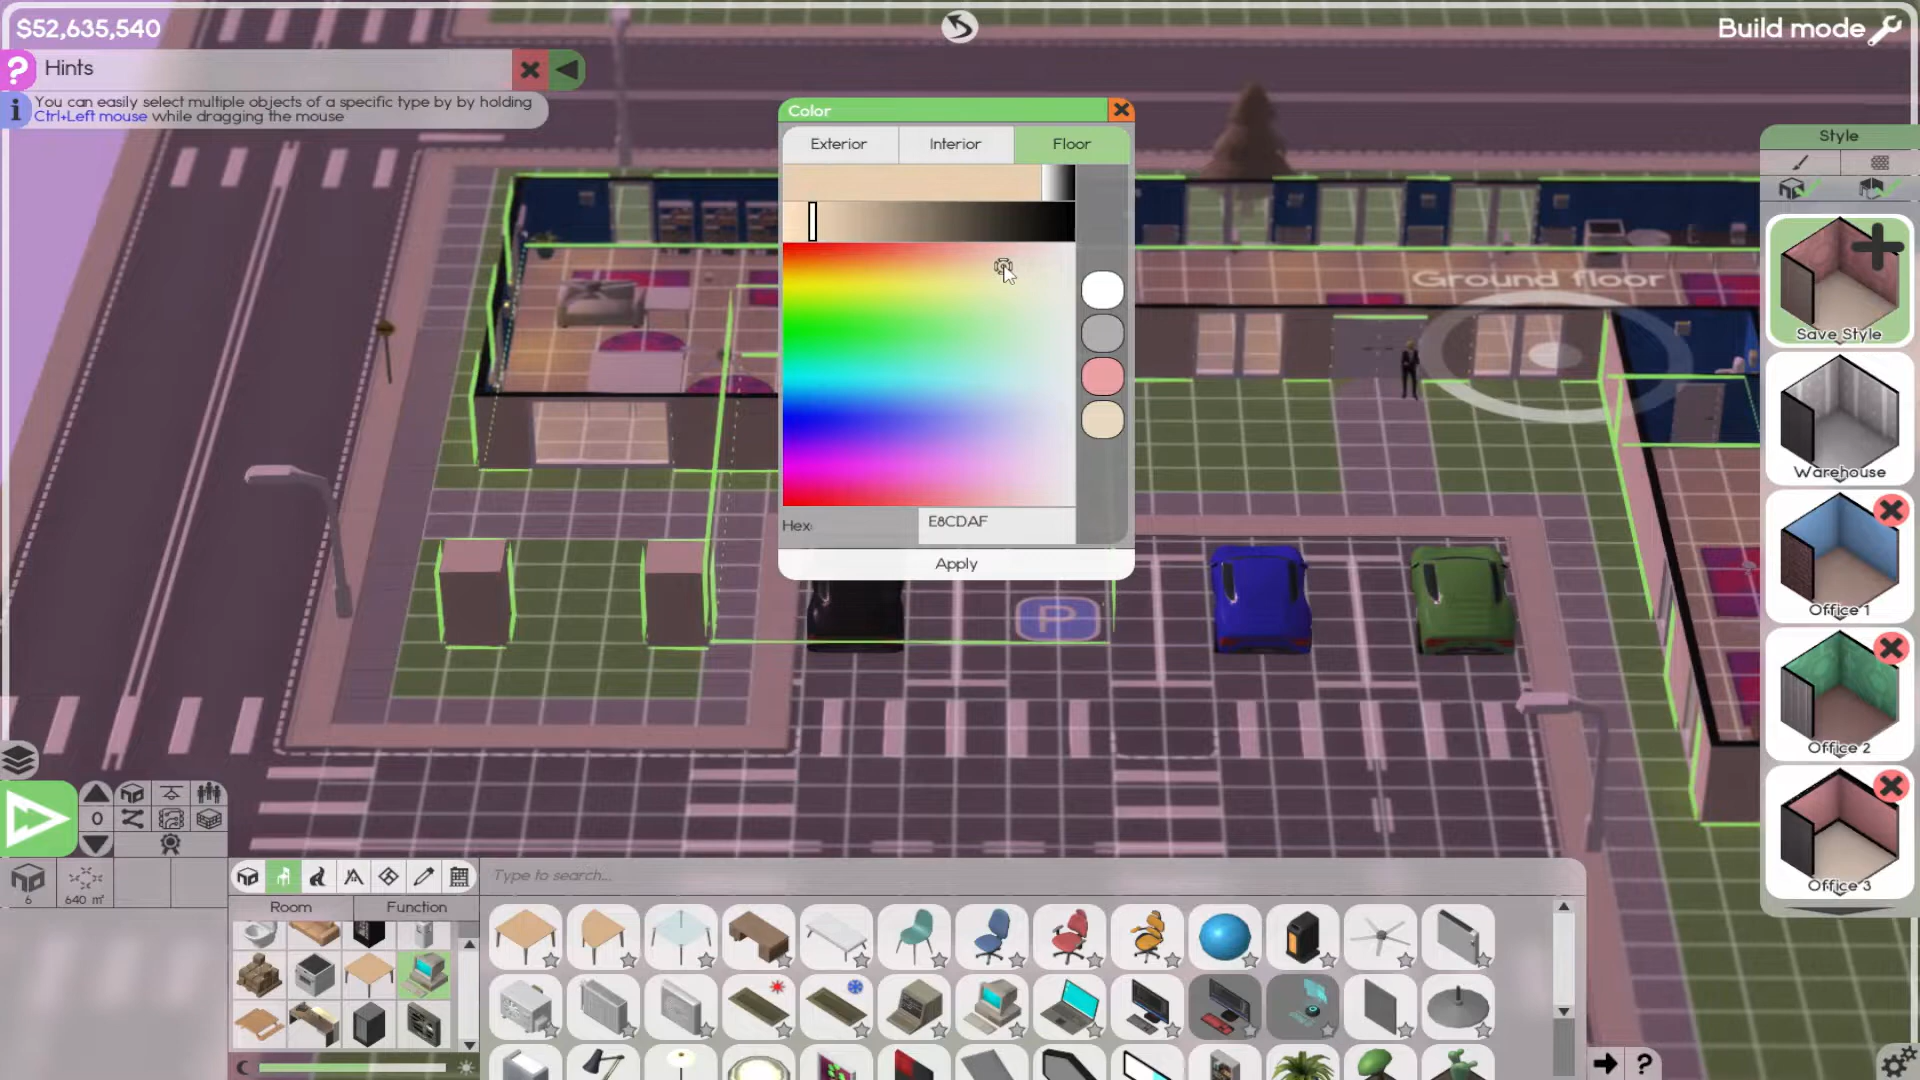 $52,635,540
Build mode
Hints
You can easily select multiple objects of a specific type by by holding
Ctrl+Left mouse while dragging the mouse
Color
Exterior
Interior
Floor
Hex:
E8CDAF
Apply
Ground floor
P
Style
Save Style
Warehouse
Office 1
Office 2
Office 3
0
6
640 m²
Room
Function
Type to search...